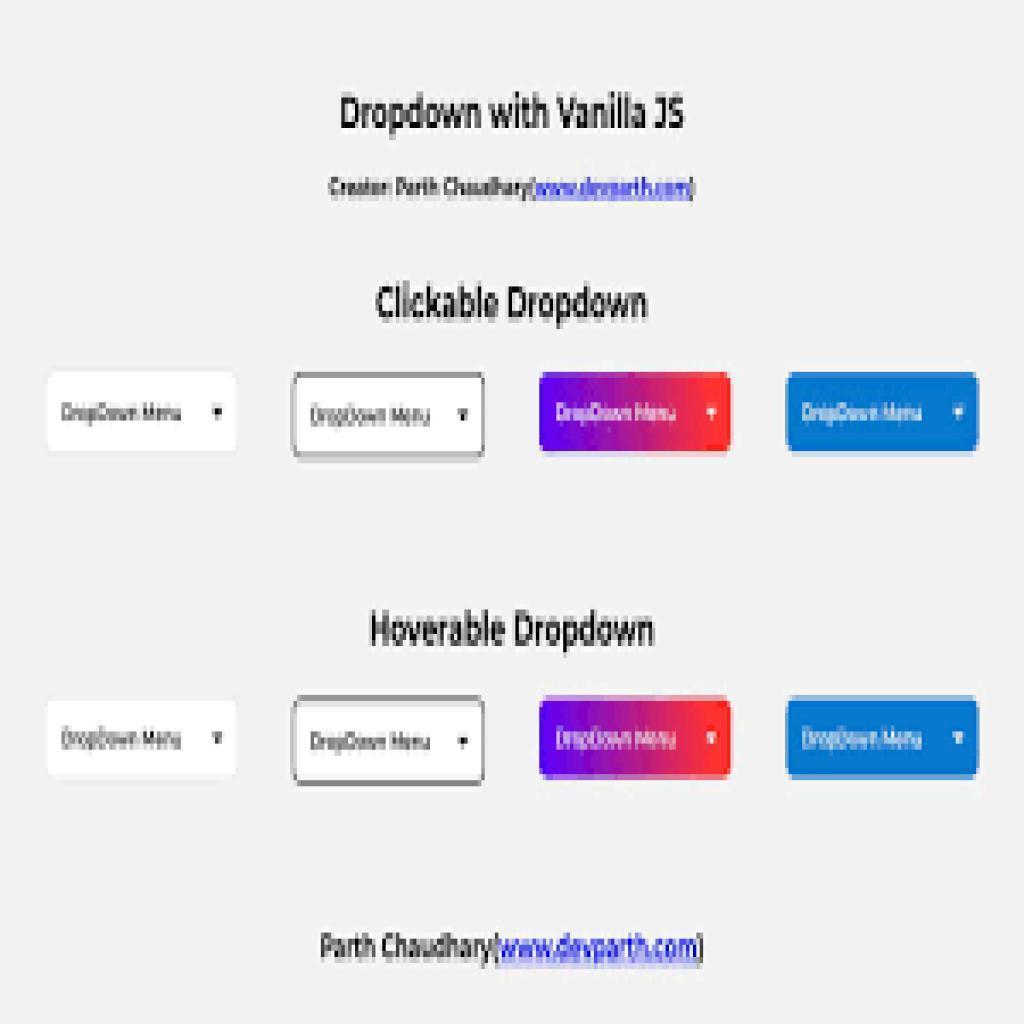 Dropdown with Vanilla JS
Creator: Parth Chaudhary(www.devparth.com)
Clickable Dropdown
DropDown Menu ▼ DropDown Menu ▼ DropDown Menu ▼ DropDown Menu ▼
Hoverable Dropdown
DropDown Menu ▼ DropDown Menu ▼ DropDown Menu ▼ DropDown Menu ▼
Parth Chaudhary(www.devparth.com)